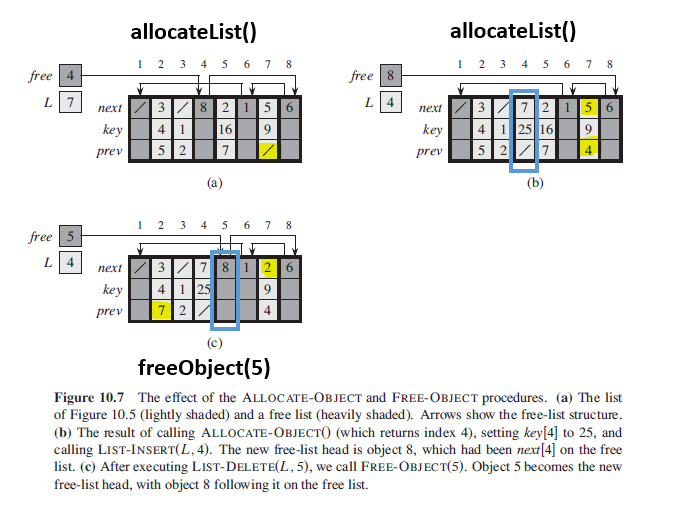 allocateList()
1 2 3 4 5 6 7 8
free 4
L 7
next / 3 / 8 2 1 5 6
key 4 1 16 9
prev 5 2 7 /
(a)
allocateList()
1 2 3 4 5 6 7 8
free 8
L 4
next / 3 / 7 2 1 5 6
key 4 1 25 16 9
prev 5 2 / 7 4
(b)
1 2 3 4 5 6 7 8
free 5
L 4
next / 3 / 7 8 1 2 6
key 4 1 25 9
prev 7 2 / 4
(c)
freeObject(5)
Figure 10.7 The effect of the ALLOCATE-OBJECT and FREE-OBJECT procedures. (a) The list
of Figure 10.5 (lightly shaded) and a free list (heavily shaded). Arrows show the free-list structure.
(b) The result of calling ALLOCATE-OBJECT() (which returns index 4), setting key[4] to 25, and
calling LIST-INSERT(L, 4). The new free-list head is object 8, which had been next[4] on the free
list. (c) After executing LIST-DELETE(L, 5), we call FREE-OBJECT(5). Object 5 becomes the new
free-list head, with object 8 following it on the free list.